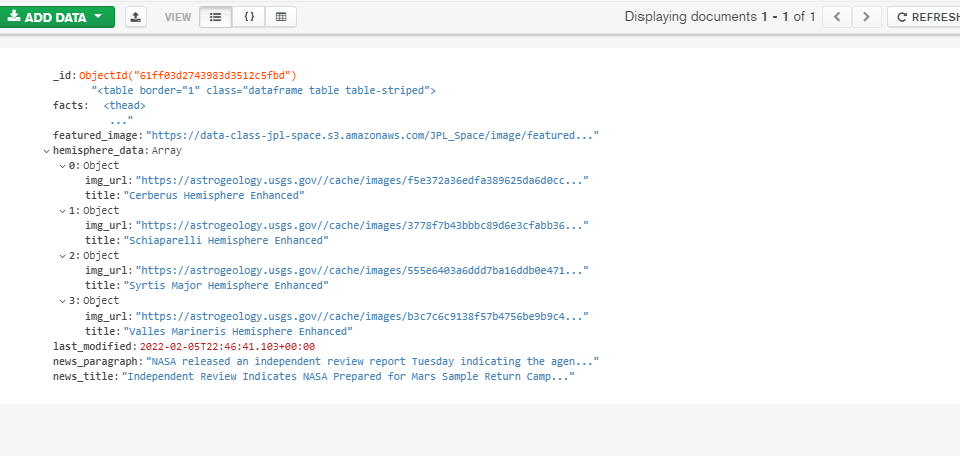 ADD DATA VIEW {} Displaying documents 1 - 1 of 1 REFRESH
_id: ObjectId("61ff03d2743983d3512c5fbd")
"<table border="1" class="dataframe table table-striped">
facts: <thead>
..."
featured_image: "https://data-class-jpl-space.s3.amazonaws.com/JPL_Space/image/featured..."
hemisphere_data: Array
0: Object
img_url: "https://astrogeology.usgs.gov//cache/images/f5e372a36edfa389625da6d0cc..."
title: "Cerberus Hemisphere Enhanced"
1: Object
img_url: "https://astrogeology.usgs.gov//cache/images/3778f7b43bbbc89d6e3cfabb36..."
title: "Schiaparelli Hemisphere Enhanced"
2: Object
img_url: "https://astrogeology.usgs.gov//cache/images/555e6403a6ddd7ba16ddb0e471..."
title: "Syrtis Major Hemisphere Enhanced"
3: Object
img_url: "https://astrogeology.usgs.gov//cache/images/b3c7c6c9138f57b4756be9b9c4..."
title: "Valles Marineris Hemisphere Enhanced"
last_modified: 2022-02-05T22:46:41.103+00:00
news_paragraph: "NASA released an independent review report Tuesday indicating the agen..."
news_title: "Independent Review Indicates NASA Prepared for Mars Sample Return Camp..."